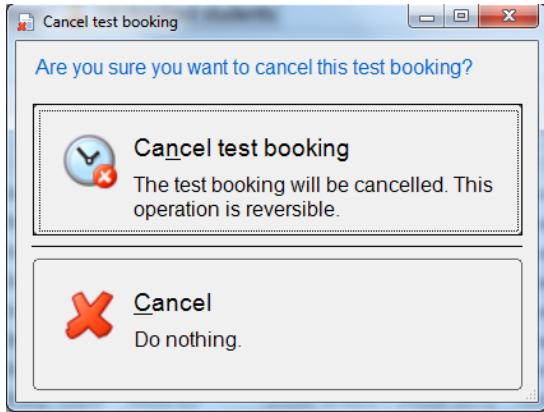 Cancel test booking
Are you sure you want to cancel this test booking?
Cancel test booking
The test booking will be cancelled. This
operation is reversible.
Cancel
Do nothing.